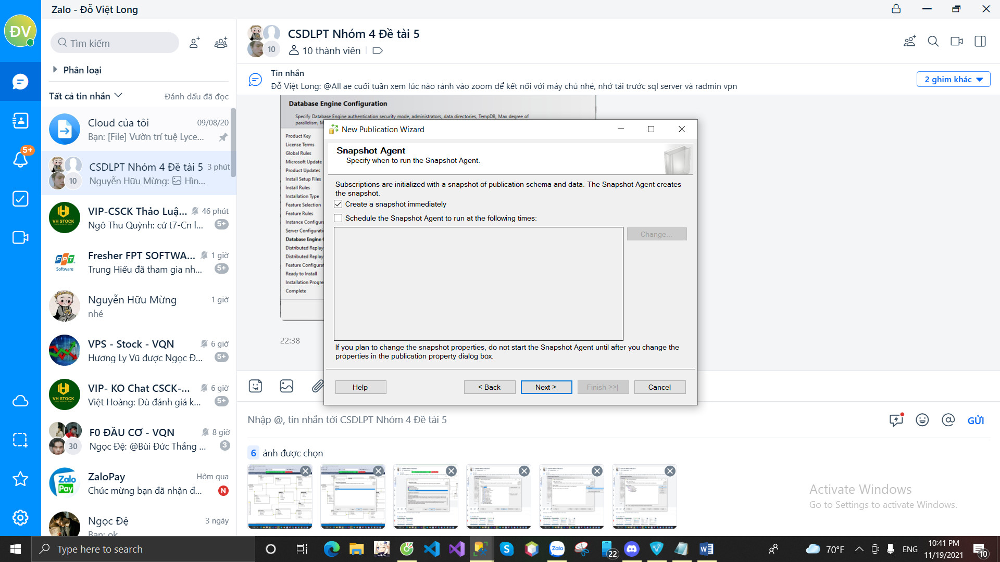 Zalo - Đỗ Việt Long
ĐV
Tìm kiếm
Phân loại
Tất cả tin nhắn
Đánh dấu đã đọc
Cloud của tôi
09/08/20
Bạn: [File] Vườn trí tuệ Lyce...
5+
CSDLPT Nhóm 4 Đề tài 5
3 phút
10
Nguyễn Hữu Mừng: Hìn...
VIP-CSCK Thảo Luậ...
46 phút
VH STOCK
Ngô Thu Quỳnh: cứ t7-Cn l...
5+
Fresher FPT SOFTWA...
1 giờ
FPT
Software
Trung Hiếu đã tham gia nh...
5+
Nguyễn Hữu Mừng
1 giờ
nhé
VPS - Stock - VQN
6 giờ
Hương Ly Vũ được Ngọc Đ...
5+
VIP- KO Chat CSCK-...
6 giờ
VH STOCK
Việt Hoàng: Dù đánh giá k...
5+
F0 ĐẦU CƠ - VQN
8 giờ
30
Ngọc Đệ: @Bùi Đức Thắng ...
3
ZaloPay
Hôm qua
Zalo
Pay
Chúc mừng bạn đã nhận đ...
N
Ngọc Đệ
3 ngày
Bạn: ok
CSDLPT Nhóm 4 Đề tài 5
10
10 thành viên
Tin nhắn
Đỗ Việt Long: @All ae cuối tuần xem lúc nào rảnh vào zoom để kết nối với máy chủ nhé, nhớ tải trước sql server và radmin vpn
2 ghim khác
Database Engine Configuration
Specify Database Engine authentication security mode, administrators, data directories, TempDB, Max degree of
parallelism, M
Product Key
License Terms
Global Rules
Microsoft Update
Product Updates
Install Setup Files
Install Rules
Installation Type
Feature Selection
Feature Rules
Instance Configura
Server Configurati
Database Engine C
Distributed Replay
Distributed Replay
Feature Configurat
Ready to Install
Installation Progre
Complete
22:38
New Publication Wizard
Snapshot Agent
Specify when to run the Snapshot Agent.
Subscriptions are initialized with a snapshot of publication schema and data. The Snapshot Agent creates
the snapshot.
Create a snapshot immediately
Schedule the Snapshot Agent to run at the following times:
Change...
If you plan to change the snapshot properties, do not start the Snapshot Agent until after you change the
properties in the publication property dialog box.
Help
< Back
Next >
Finish >>|
Cancel
Nhập @, tin nhắn tới CSDLPT Nhóm 4 Đề tài 5
GỬI
6 ảnh được chọn
Activate Windows
Go to Settings to activate Windows.
Type here to search
Zalo
22
70°F
ENG
10:41 PM
11/19/2021
10